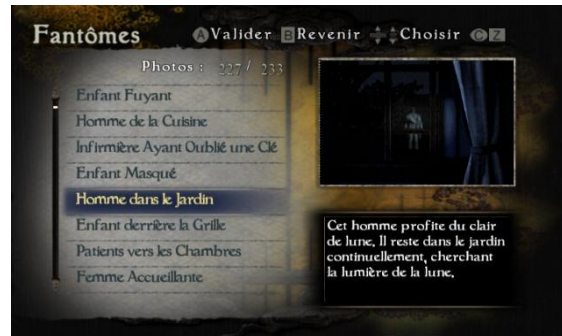 Fantômes
A Valider B Revenir Choisir C Z
Photos : 227 / 233
Enfant Fuyant
Homme de la Cuisine
Infirmière Ayant Oublié une Clé
Enfant Masqué
Homme dans le Jardin
Enfant derrière la Grille
Patients vers les Chambres
Femme Accueillante
Cet homme profite du clair
de lune. Il reste dans le jardin
continuellement, cherchant
la lumière de la lune.